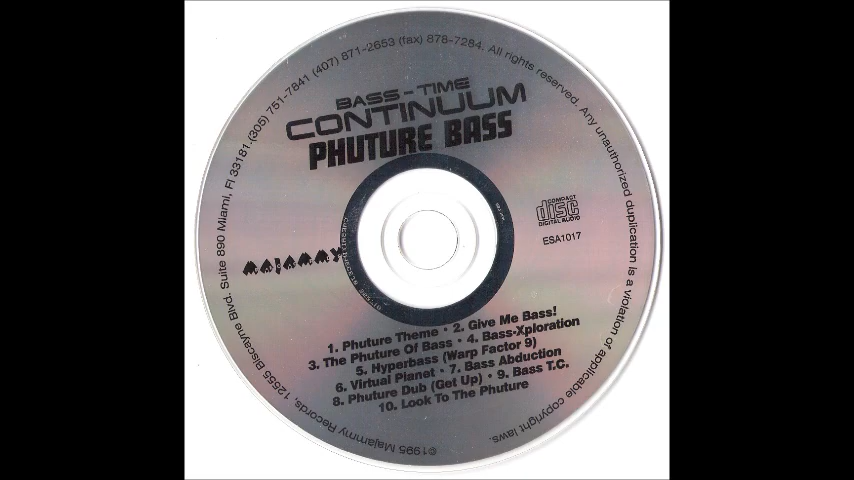 ©1995 Majammy Records, 12555 Biscayne Blvd. Suite 890 Miami, Fl 33181.(305) 751-7841 (407) 871-2653 (fax) 878-7284. All rights reserved. Any unauthorized duplication is a violation of applicable copyright laws.
BASS-TIME
CONTINUUM
PHUTURE BASS
COMPACT
disc
DIGITAL AUDIO
ESA1017
MAJAMMY
1. Phuture Theme • 2. Give Me Bass!
3. The Phuture Of Bass • 4. Bass-Xploration
5. Hyperbass (Warp Factor 9)
6. Virtual Planet • 7. Bass Abduction
8. Phuture Dub (Get Up) • 9. Bass T.C.
10. Look To The Phuture